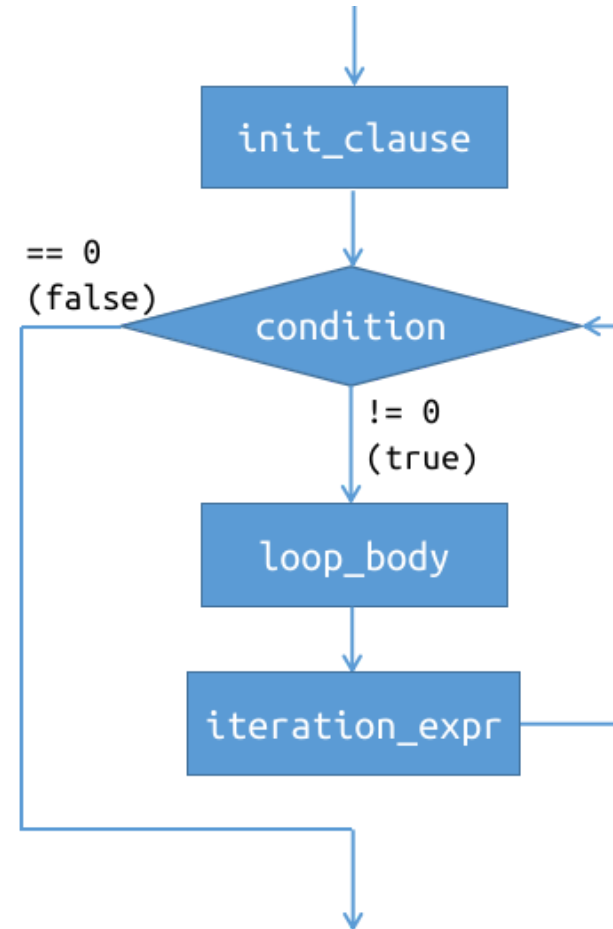 init_clause
== 0
(false)
condition
!= 0
(true)
loop_body
iteration_expr